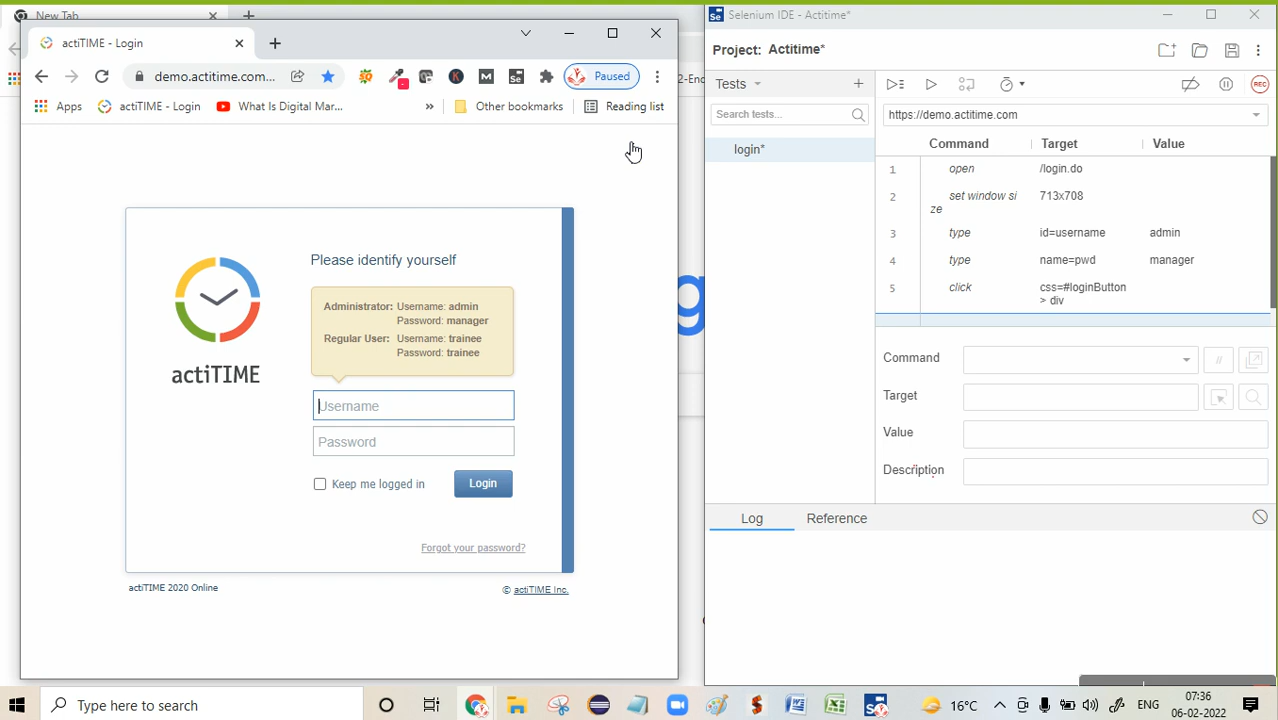 New Tab
actiTIME - Login
demo.actitime.com...
Paused
Apps
actiTIME - Login
What Is Digital Mar...
»
Other bookmarks
Reading list
Please identify yourself
Administrator: Username: admin
Password: manager
Regular User: Username: trainee
Password: trainee
actiTIME
Username
Password
Keep me logged in
Login
Forgot your password?
actiTIME 2020 Online
© actiTIME Inc.
g
2-Enc
Selenium IDE - Actitime*
Project: Actitime*
Tests
REC
Search tests...
https://demo.actitime.com
login*
Command Target Value
1 open /login.do
2 set window si
ze 713x708
3 type id=username admin
4 type name=pwd manager
5 click css=#loginButton
> div
Command
//
Target
Value
Description
Log Reference
Type here to search
16°C
ENG
07:36
06-02-2022